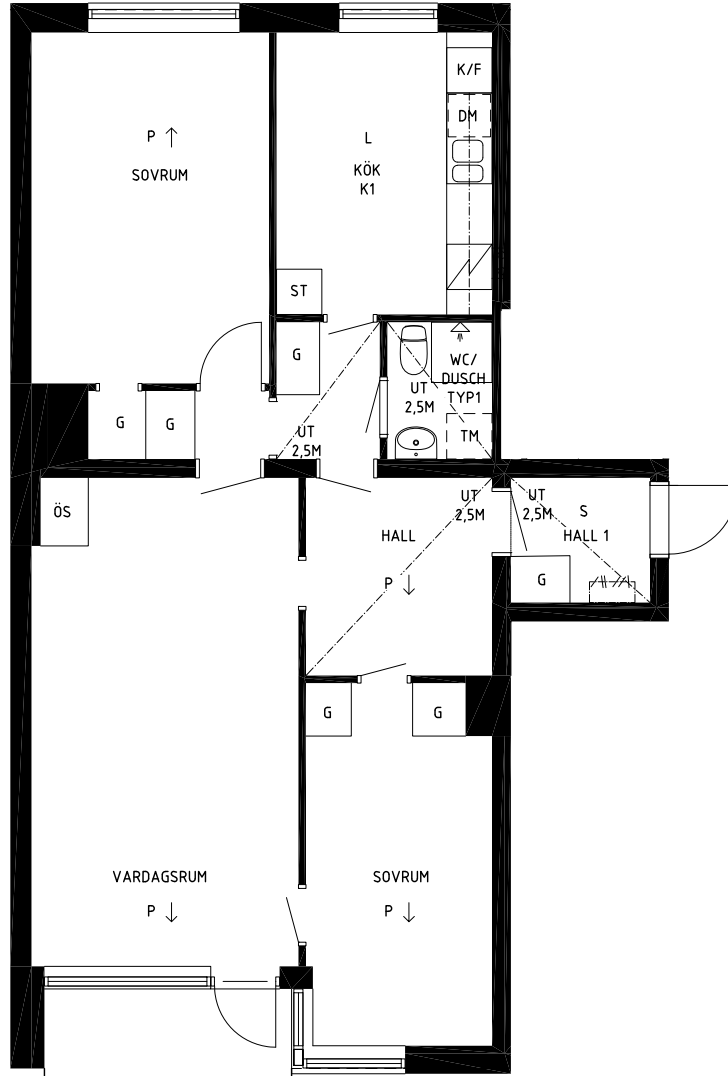 K/F
DM
P
L
SOVRUM
KÖK
K1
ST
G
WC/
DUSCH
TYP1
UT
2,5M
G
G
UT
2,5M
TM
ÖS
UT
2,5M
UT
2,5M
S
HALL 1
HALL
G
P
G
G
VARDAGSRUM
P
SOVRUM
P